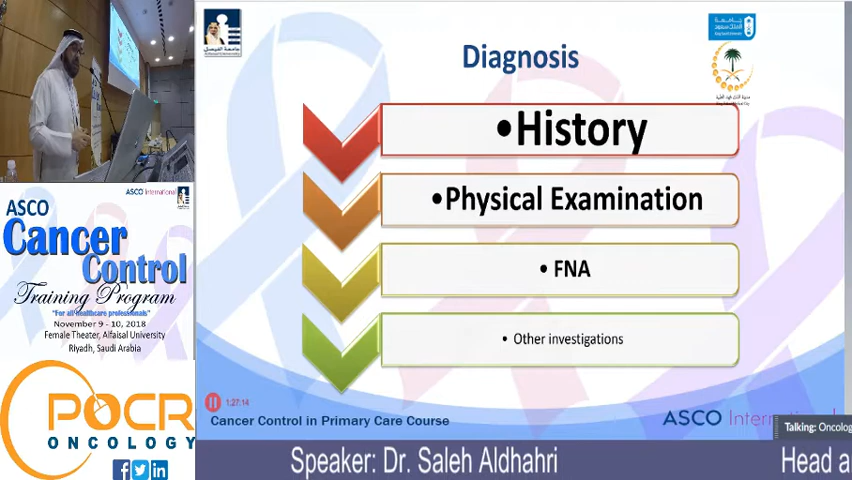 Diagnosis
•History
•Physical Examination
• FNA
• Other investigations
1:27:14
Cancer Control in Primary Care Course
ASCO International
Talking: Oncolog
ASCO International
ASCO
Cancer
Control
Training Program
"For all healthcare professionals"
November 9 - 10, 2018
Female Theater, Alfaisal University
Riyadh, Saudi Arabia
POCR
ONCOLOGY
Speaker: Dr. Saleh Aldhahri
Head a